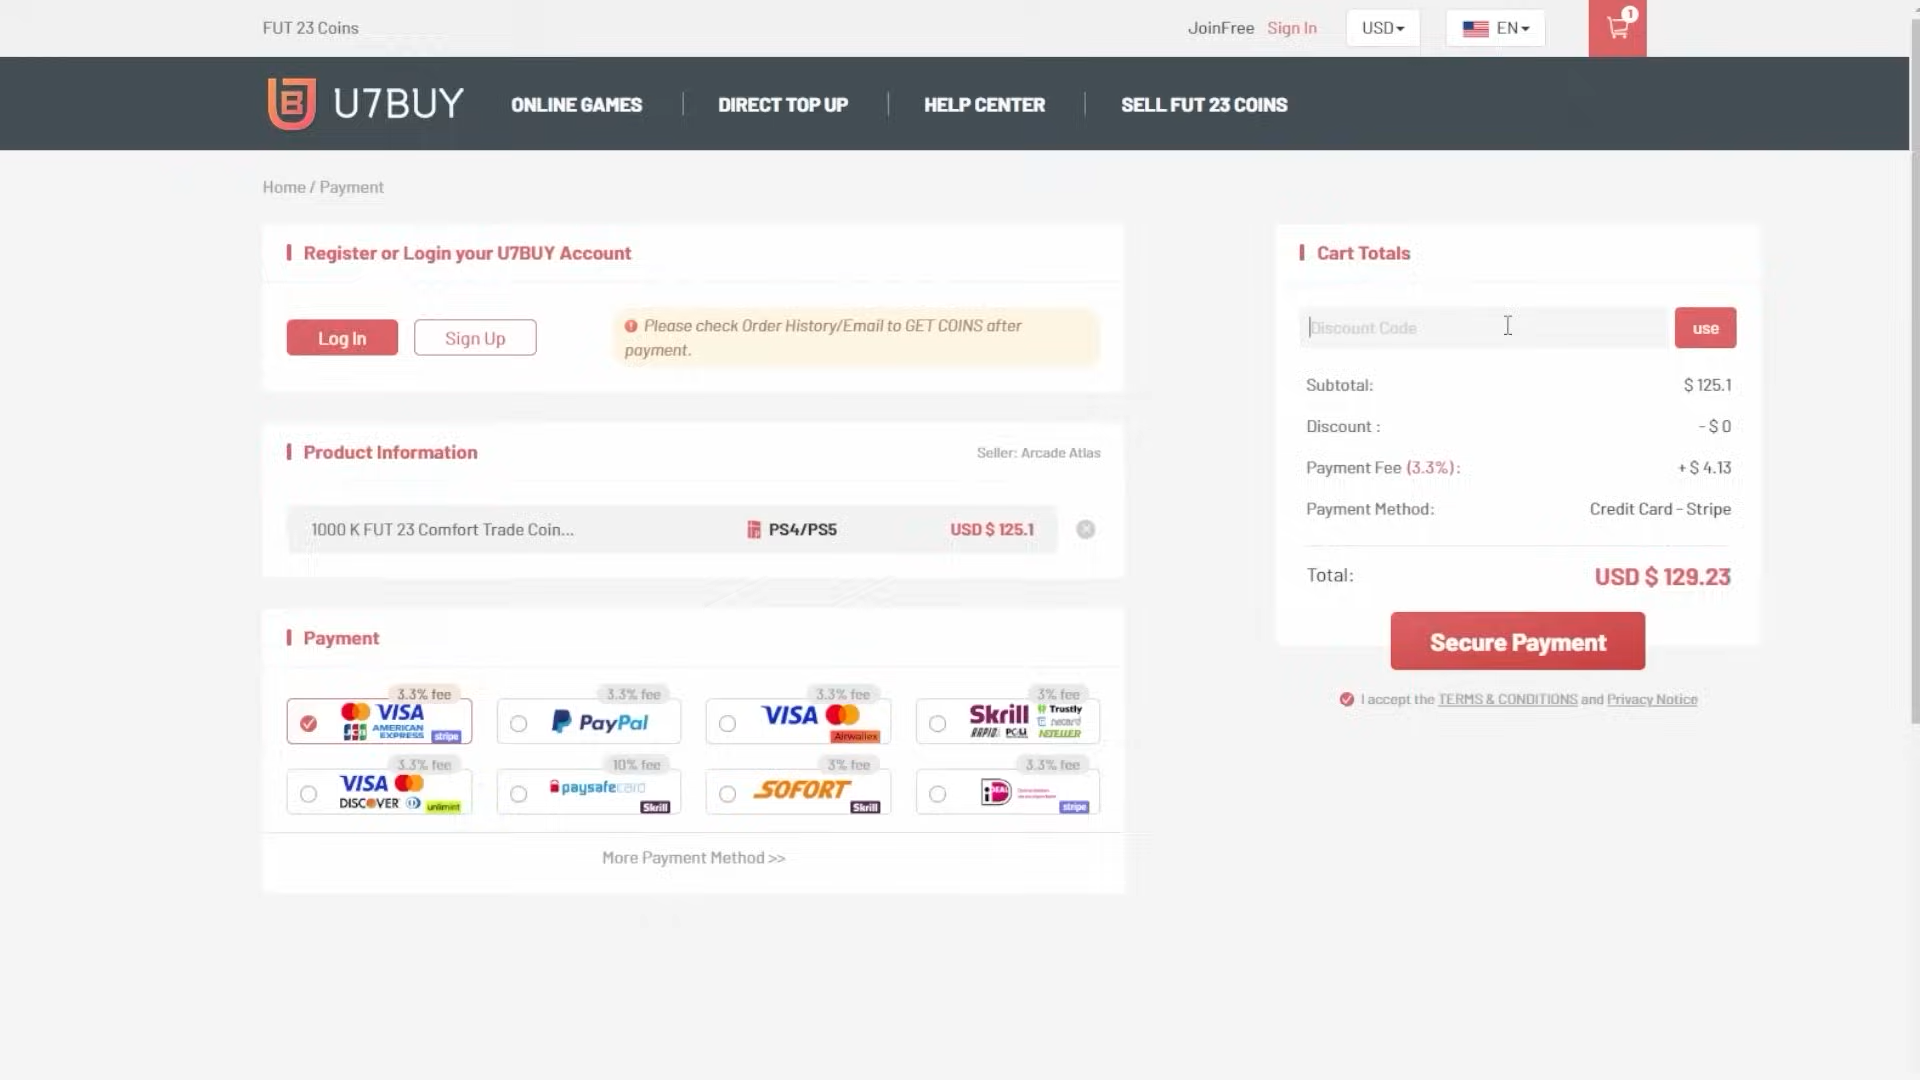 FUT 23 Coins
JoinFree Sign In USD EN 1
U7BUY ONLINE GAMES DIRECT TOP UP HELP CENTER SELL FUT 23 COINS
Home / Payment
Register or Login your U7BUY Account
Log In Sign Up
Please check Order History/Email to GET COINS after
payment.
Product Information Seller: Arcade Atlas
1000 K FUT 23 Comfort Trade Coin... PS4/PS5 USD $ 125.1
Payment
3.3% fee 3.3% fee 3.3% fee 3% fee
VISA AMERICAN EXPRESS stripe
PayPal
VISA Airwallex
Skrill Trustly RAPID NETELLER
3.3% fee 10% fee 3% fee 3.3% fee
VISA DISCOVER unlimint
paysafecard Skrill
SOFORT Skrill
iDEAL stripe
More Payment Method >>
Cart Totals
Discount Code use
Subtotal: $ 125.1
Discount : - $ 0
Payment Fee (3.3%) : + $ 4.13
Payment Method: Credit Card - Stripe
Total: USD $ 129.23
Secure Payment
I accept the TERMS & CONDITIONS and Privacy Notice